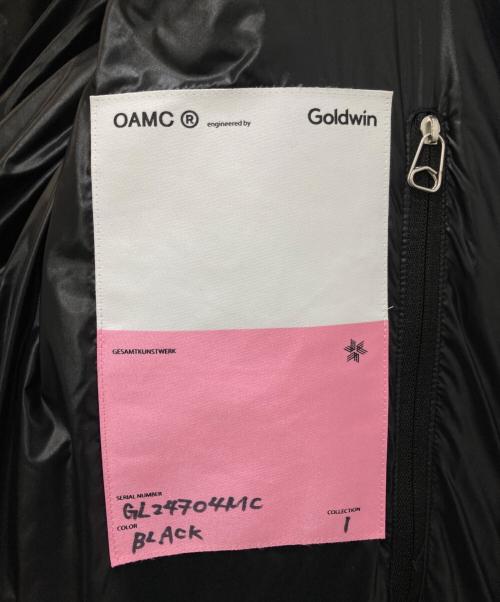 OAMC ® engineered by Goldwin
GESAMTKUNSTWERK
SERIAL NUMBER
GL24704MC
COLOR
BLACK
COLLECTION
1